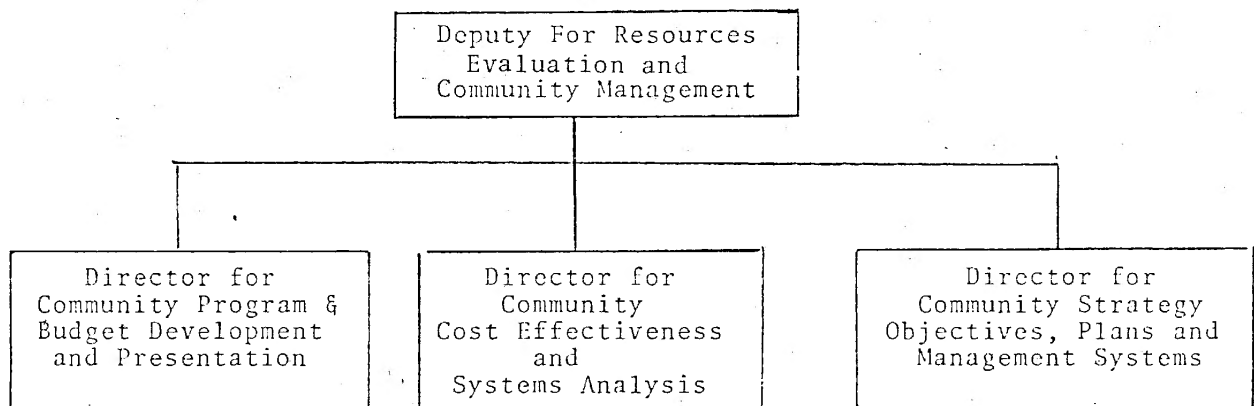 Deputy For Resources
Evaluation and
Community Management
Director for
Community Program &
Budget Development
and Presentation
Director for
Community
Cost Effectiveness
and
Systems Analysis
Director for
Community Strategy
Objectives, Plans and
Management Systems